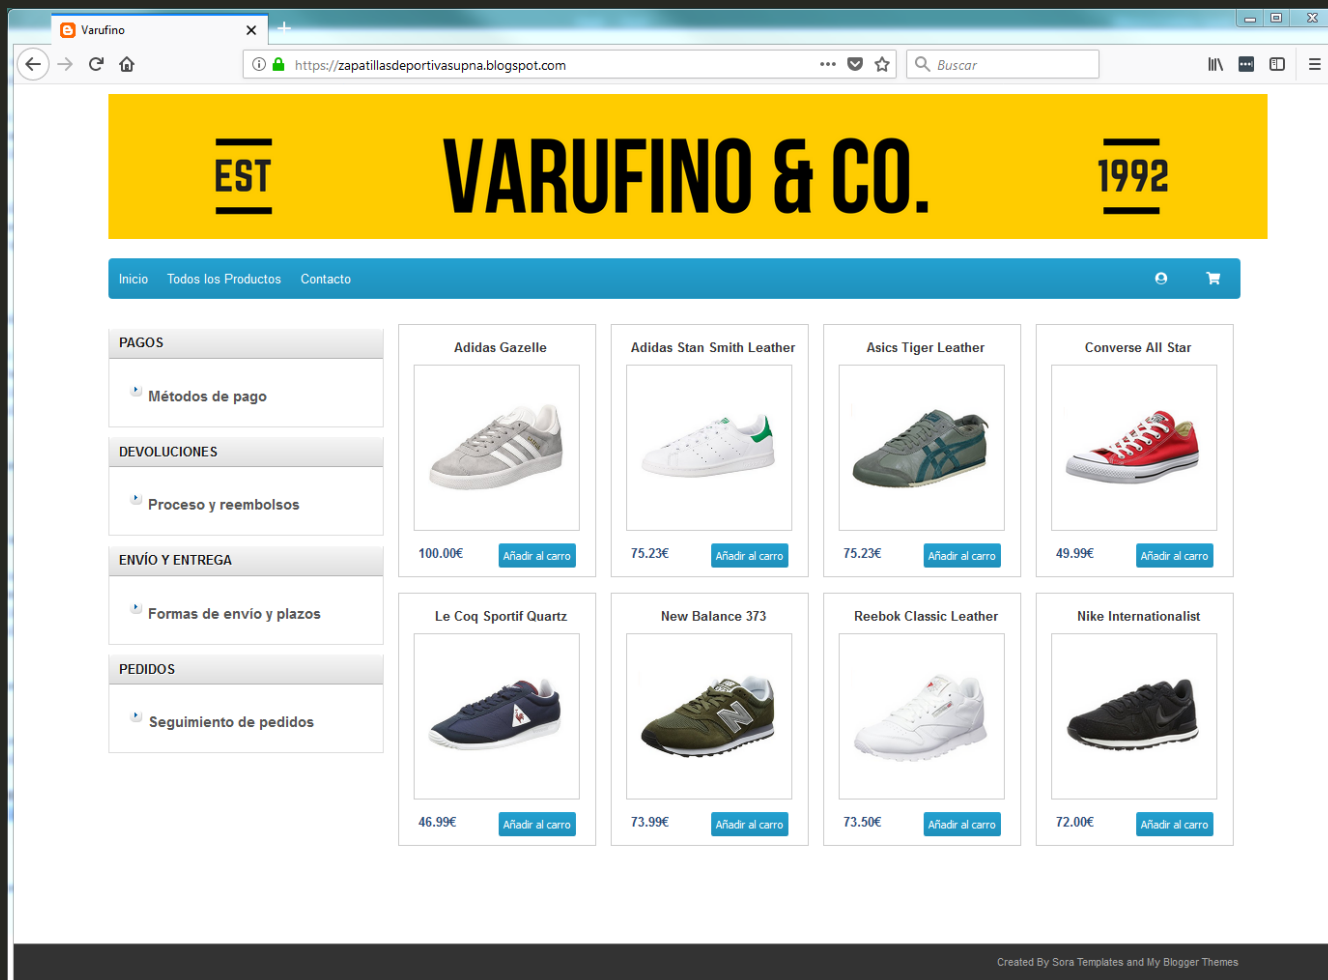 Varufino
https://zapatillasdeportivasupna.blogspot.com
Buscar
EST
VARUFINO & CO.
1992
Inicio
Todos los Productos
Contacto
PAGOS
Métodos de pago
DEVOLUCIONES
Proceso y reembolsos
ENVÍO Y ENTREGA
Formas de envío y plazos
PEDIDOS
Seguimiento de pedidos
Adidas Gazelle
100.00€
Añadir al carro
Adidas Stan Smith Leather
75.23€
Añadir al carro
Asics Tiger Leather
75.23€
Añadir al carro
Converse All Star
49.99€
Añadir al carro
Le Coq Sportif Quartz
46.99€
Añadir al carro
New Balance 373
73.99€
Añadir al carro
Reebok Classic Leather
73.50€
Añadir al carro
Nike Internationalist
72.00€
Añadir al carro
Created By Sora Templates and My Blogger Themes